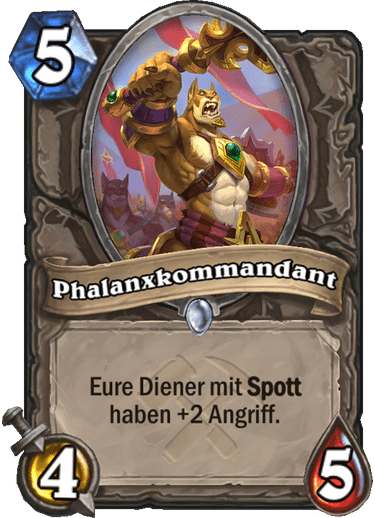 5
Phalanxkommandant
Eure Diener mit Spott
haben +2 Angriff.
4
5